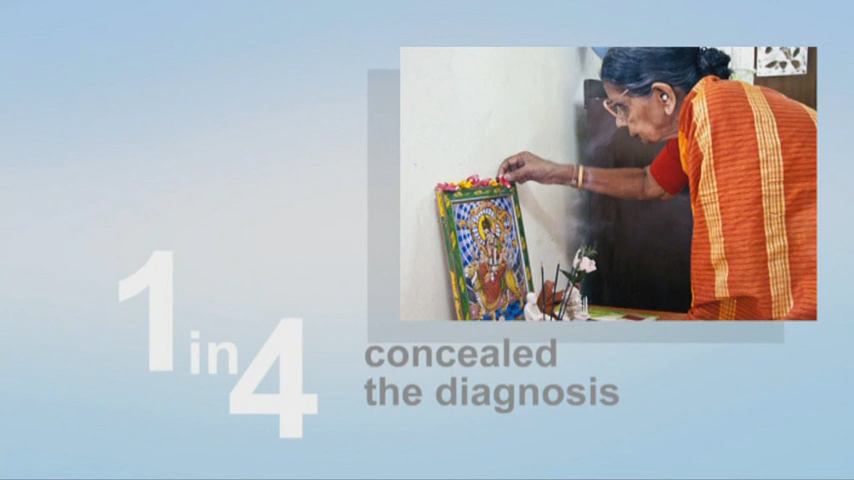 1 in 4
concealed
the diagnosis